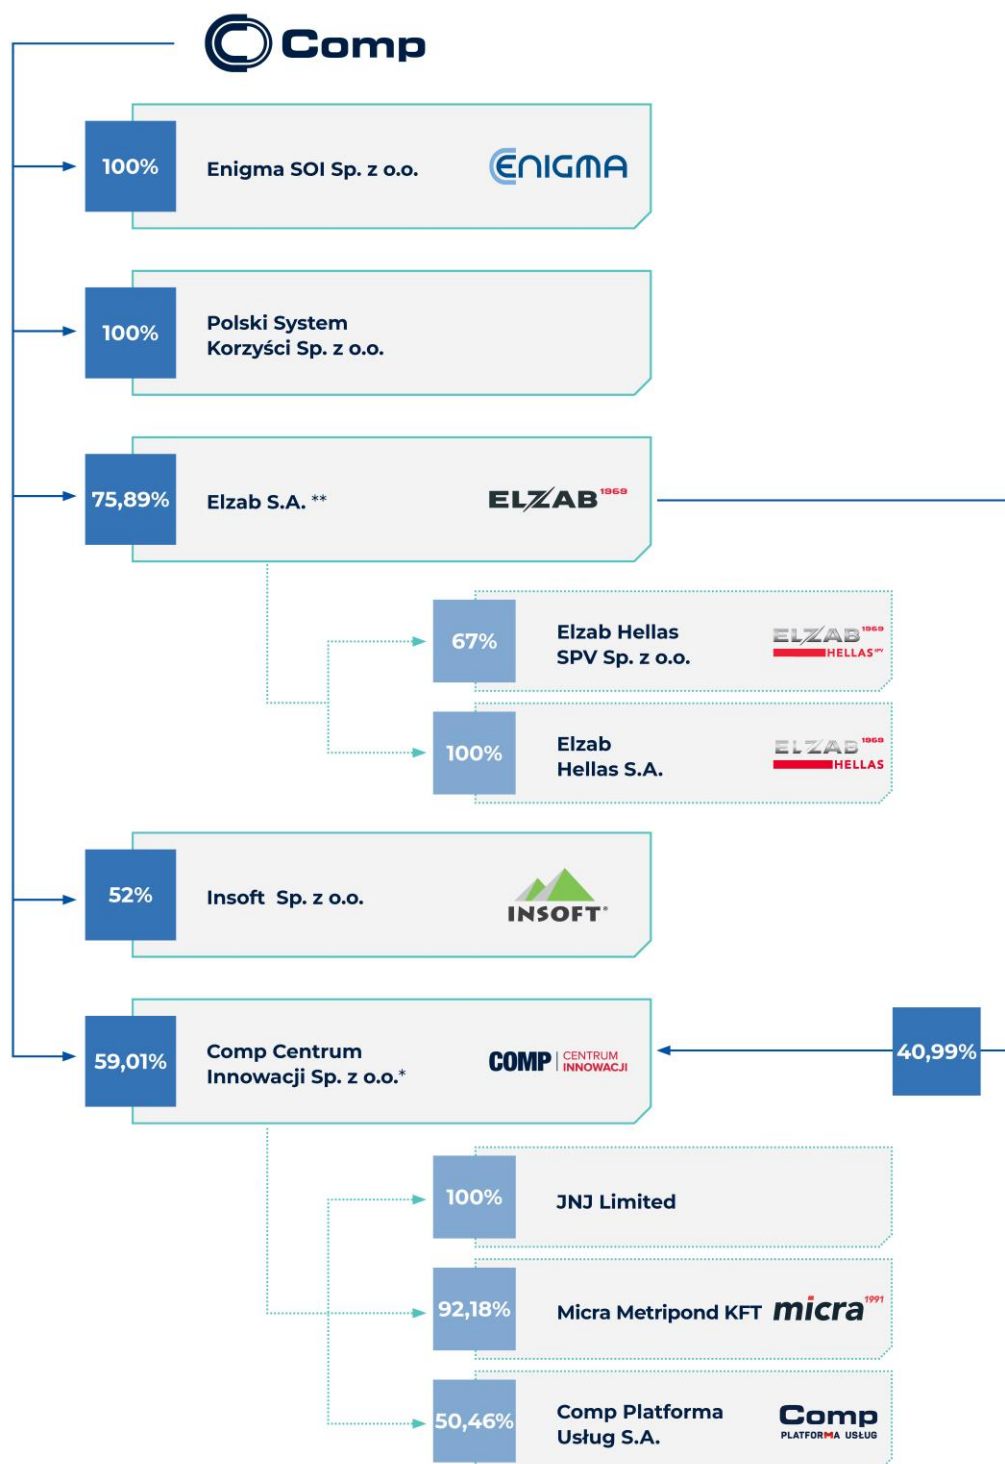 Comp
100%
Enigma SOI Sp. z o.o.
ENIGMA
100%
Polski System
Korzyści Sp. z o.o.
75,89%
Elzab S.A. **
ELZAB 1969
67%
Elzab Hellas
SPV Sp. z o.o.
ELZAB 1969
HELLAS SPV
100%
Elzab
Hellas S.A.
ELZAB 1969
HELLAS
52%
Insoft Sp. z o.o.
INSOFT®
59,01%
Comp Centrum
Innowacji Sp. z o.o.*
COMP CENTRUM
INNOWACJI
40,99%
100%
JNJ Limited
92,18%
Micra Metripond KFT
micra 1991
50,46%
Comp Platforma
Usług S.A.
Comp
PLATFORMA USŁUG